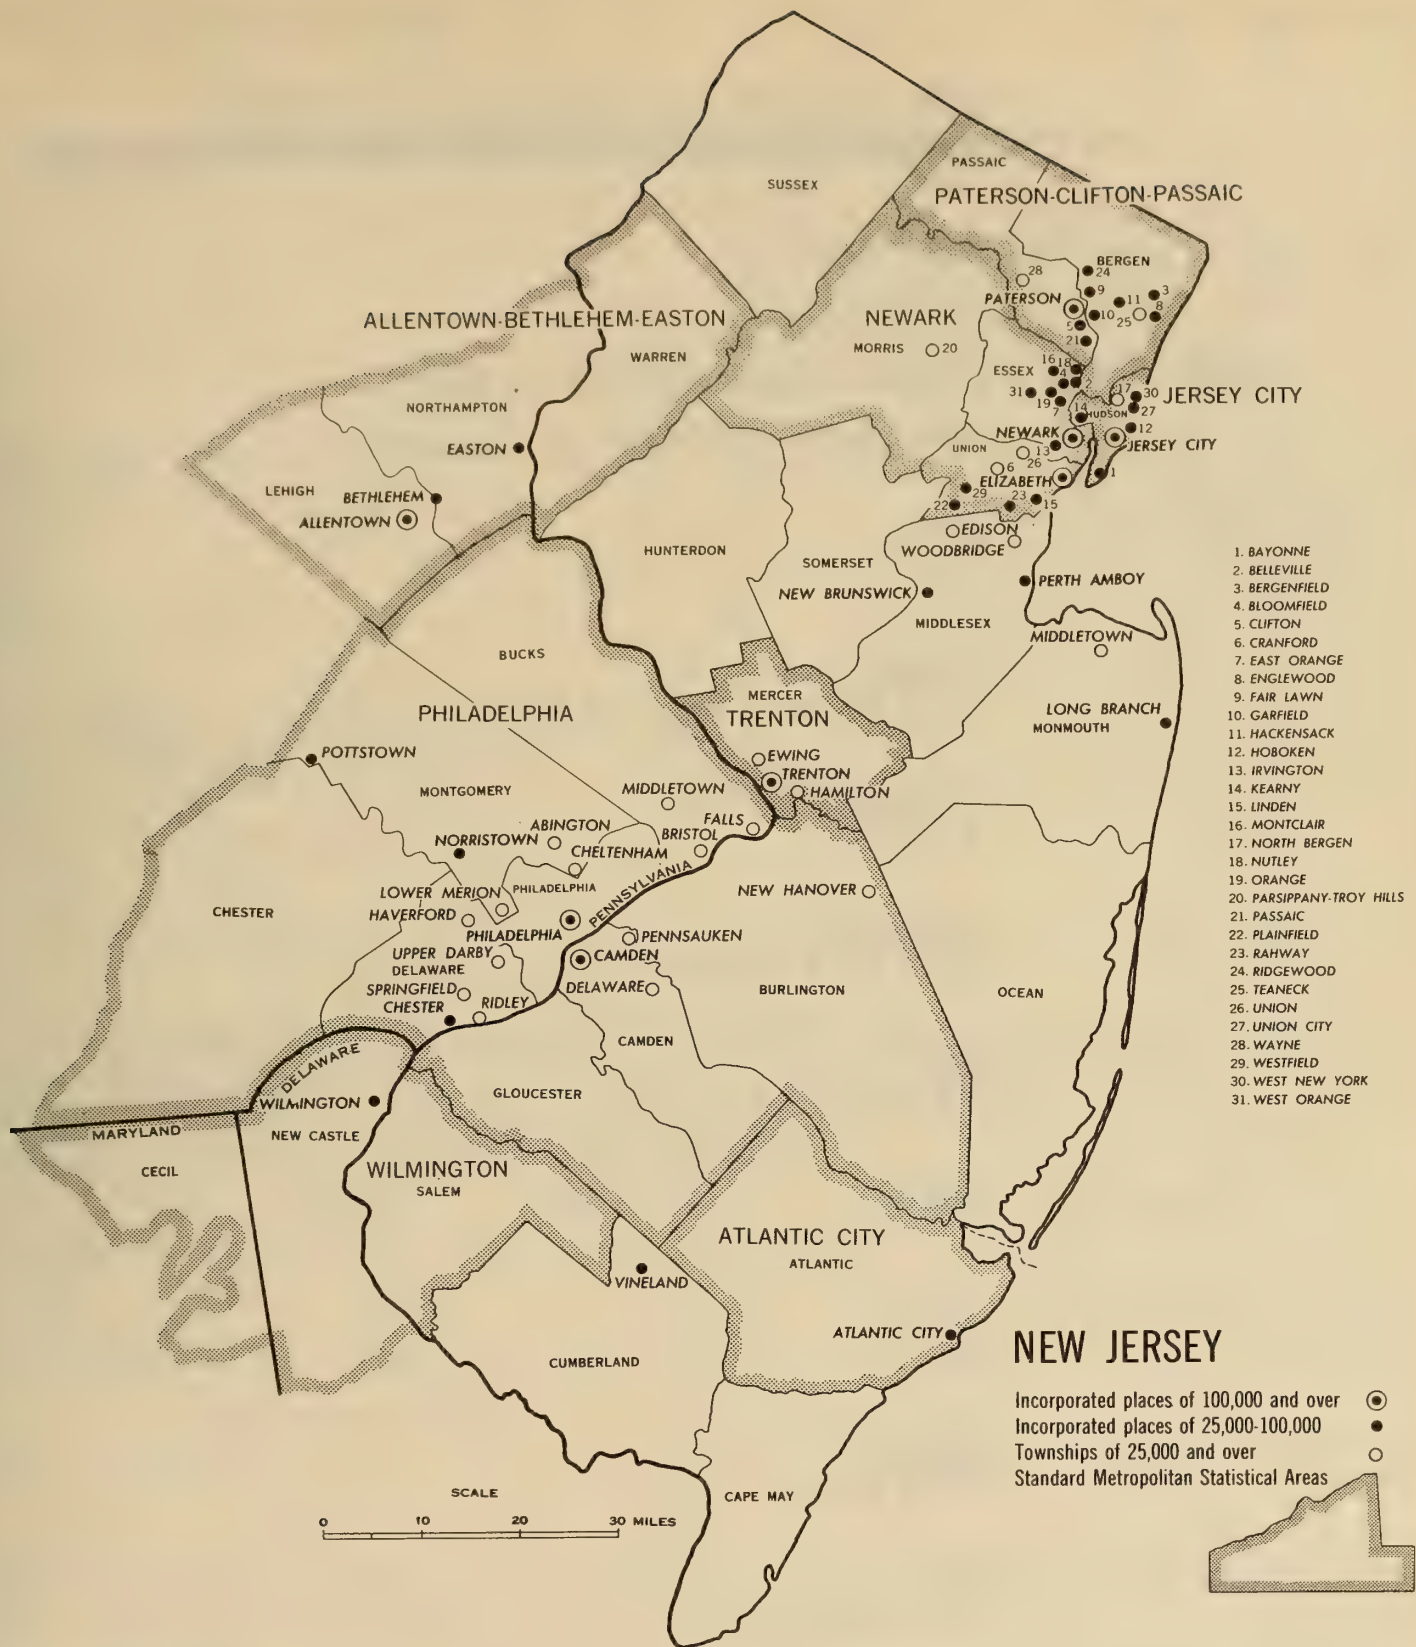 SUSSEX
PASSAIC
PATERSON-CLIFTON-PASSAIC
BERGEN
24
28
PATERSON
9
3
11
10
25
8
5
21
ALLENTOWN-BETHLEHEM-EASTON
NEWARK
MORRIS
20
WARREN
ESSEX
16
18
4
2
31
19
7
17
30
JERSEY CITY
27
14
HUDSON
12
NORTHAMPTON
EASTON
NEWARK
JERSEY CITY
UNION
13
26
6
ELIZABETH
1
LEHIGH
BETHLEHEM
ALLENTOWN
29
22
23
15
EDISON
WOODBRIDGE
HUNTERDON
SOMERSET
NEW BRUNSWICK
PERTH AMBOY
MIDDLESEX
MIDDLETOWN
BUCKS
MERCER
TRENTON
PHILADELPHIA
LONG BRANCH
MONMOUTH
POTTSTOWN
EWING
TRENTON
HAMILTON
MONTGOMERY
MIDDLETOWN
FALLS
ABINGTON
BRISTOL
NORRISTOWN
CHELTENHAM
PENNSYLVANIA
LOWER MERION
PHILADELPHIA
NEW HANOVER
CHESTER
HAVERFORD
PHILADELPHIA
PENNSAUKEN
UPPER DARBY
DELAWARE
CAMDEN
SPRINGFIELD
DELAWARE
BURLINGTON
OCEAN
CHESTER
RIDLEY
CAMDEN
DELAWARE
GLOUCESTER
WILMINGTON
MARYLAND
NEW CASTLE
CECIL
WILMINGTON
SALEM
ATLANTIC CITY
ATLANTIC
VINELAND
ATLANTIC CITY
CUMBERLAND
CAPE MAY
1. BAYONNE
2. BELLEVILLE
3. BERGENFIELD
4. BLOOMFIELD
5. CLIFTON
6. CRANFORD
7. EAST ORANGE
8. ENGLEWOOD
9. FAIR LAWN
10. GARFIELD
11. HACKENSACK
12. HOBOKEN
13. IRVINGTON
14. KEARNY
15. LINDEN
16. MONTCLAIR
17. NORTH BERGEN
18. NUTLEY
19. ORANGE
20. PARSIPPANY-TROY HILLS
21. PASSAIC
22. PLAINFIELD
23. RAHWAY
24. RIDGEWOOD
25. TEANECK
26. UNION
27. UNION CITY
28. WAYNE
29. WESTFIELD
30. WEST NEW YORK
31. WEST ORANGE
NEW JERSEY
Incorporated places of 100,000 and over
Incorporated places of 25,000-100,000
Townships of 25,000 and over
Standard Metropolitan Statistical Areas
SCALE
0 10 20 30 MILES